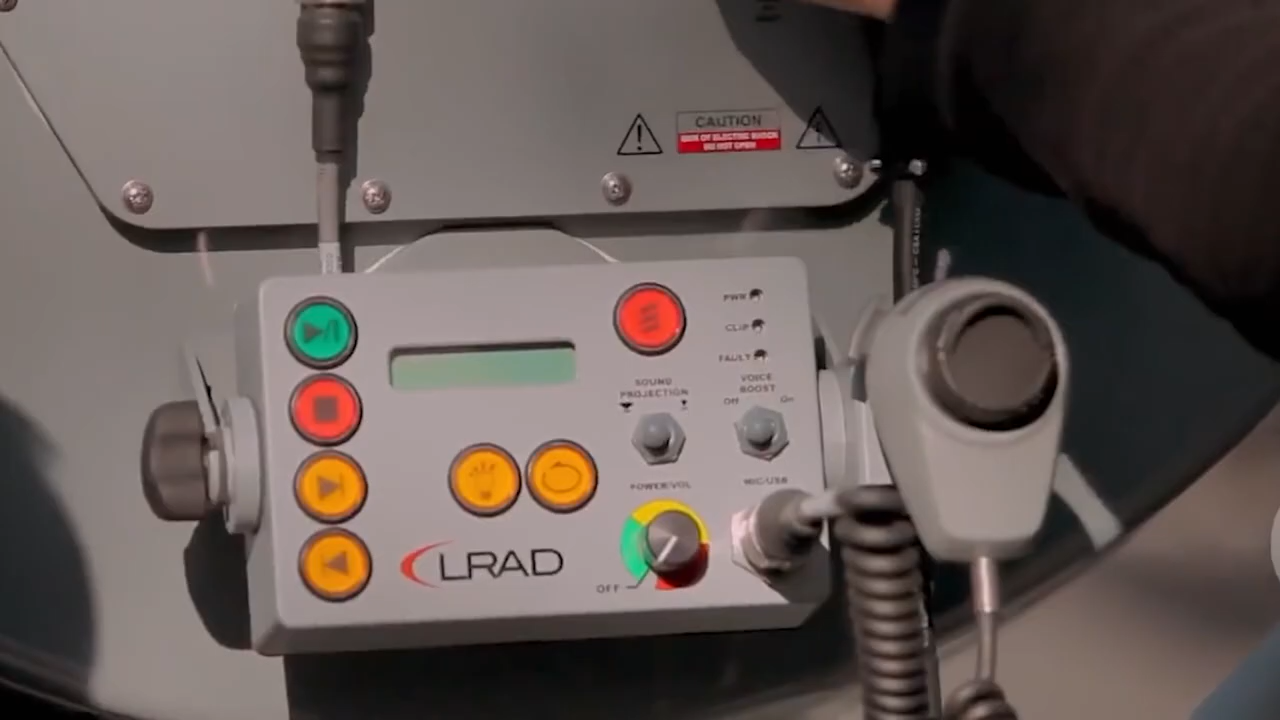 CAUTION
RISK OF ELECTRIC SHOCK
DO NOT OPEN
PWR
CLIP
FAULT
SOUND
PROJECTION
VOICE
BOOST
Off On
POWER/VOL
MIC/USB
LRAD
OFF